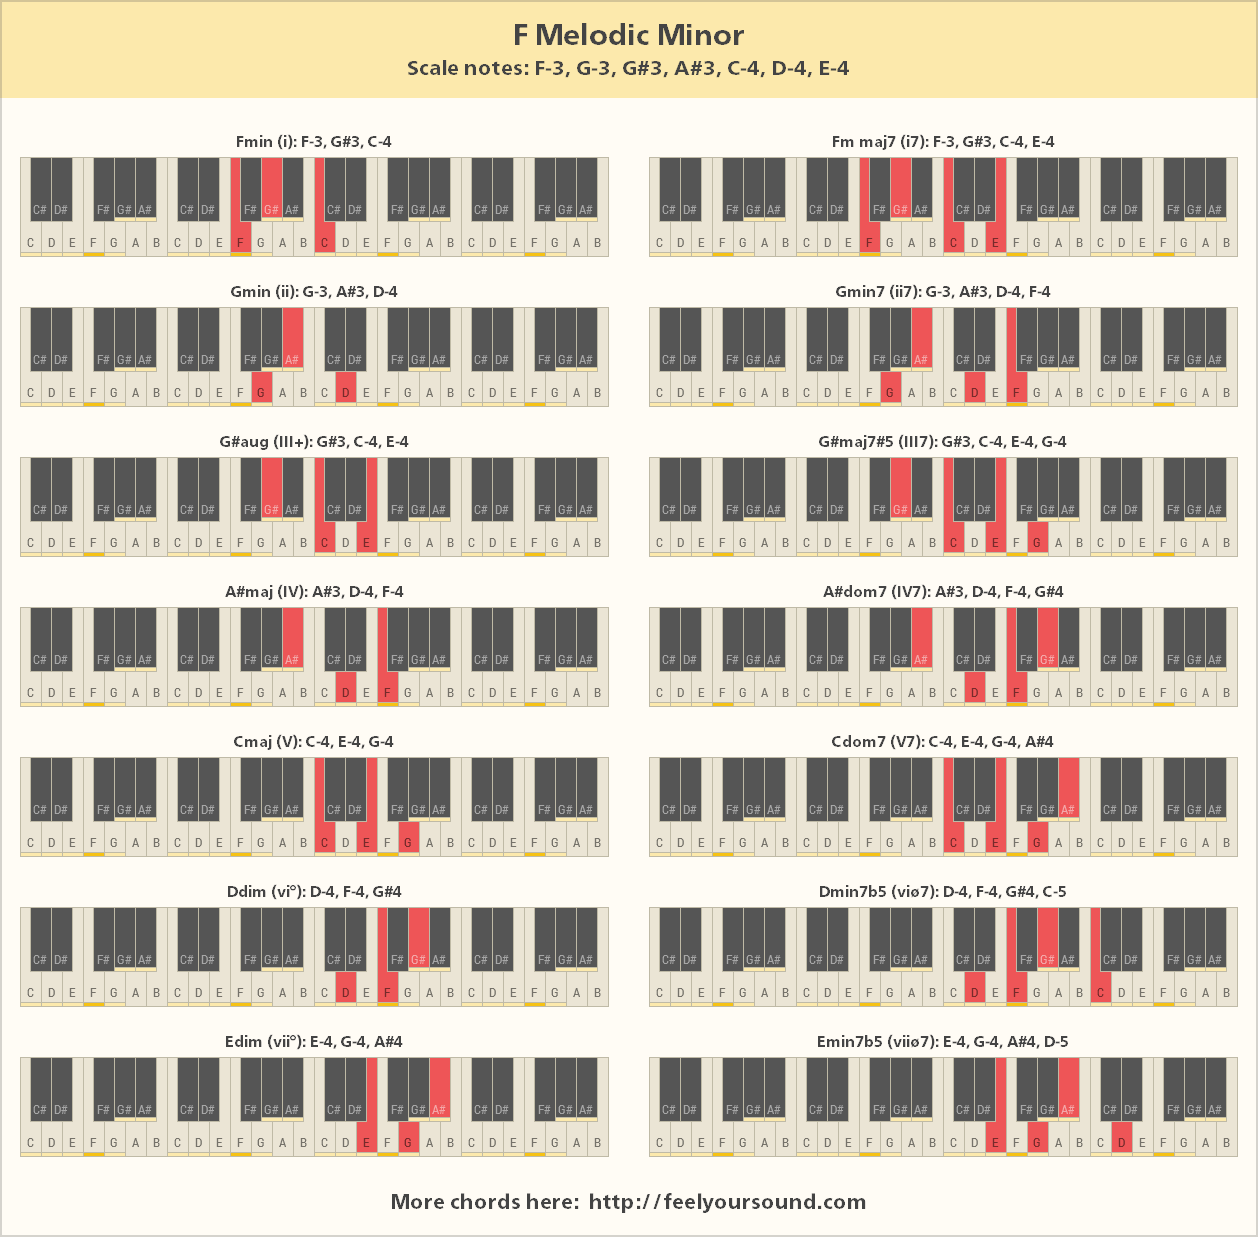 F Melodic Minor
Scale notes: F-3, G-3, G#3, A#3, C-4, D-4, E-4
Fmin (i): F-3, G#3, C-4
C# D# F# G# A# C# D# F# G# A# C# D# F# G# A# C# D# F# G# A#
C D E F G A B C D E F G A B C D E F G A B C D E F G A B
Fm maj7 (i7): F-3, G#3, C-4, E-4
C# D# F# G# A# C# D# F# G# A# C# D# F# G# A# C# D# F# G# A#
C D E F G A B C D E F G A B C D E F G A B C D E F G A B
Gmin (ii): G-3, A#3, D-4
C# D# F# G# A# C# D# F# G# A# C# D# F# G# A# C# D# F# G# A#
C D E F G A B C D E F G A B C D E F G A B C D E F G A B
Gmin7 (ii7): G-3, A#3, D-4, F-4
C# D# F# G# A# C# D# F# G# A# C# D# F# G# A# C# D# F# G# A#
C D E F G A B C D E F G A B C D E F G A B C D E F G A B
G#aug (III+): G#3, C-4, E-4
C# D# F# G# A# C# D# F# G# A# C# D# F# G# A# C# D# F# G# A#
C D E F G A B C D E F G A B C D E F G A B C D E F G A B
G#maj7#5 (III7): G#3, C-4, E-4, G-4
C# D# F# G# A# C# D# F# G# A# C# D# F# G# A# C# D# F# G# A#
C D E F G A B C D E F G A B C D E F G A B C D E F G A B
A#maj (IV): A#3, D-4, F-4
C# D# F# G# A# C# D# F# G# A# C# D# F# G# A# C# D# F# G# A#
C D E F G A B C D E F G A B C D E F G A B C D E F G A B
A#dom7 (IV7): A#3, D-4, F-4, G#4
C# D# F# G# A# C# D# F# G# A# C# D# F# G# A# C# D# F# G# A#
C D E F G A B C D E F G A B C D E F G A B C D E F G A B
Cmaj (V): C-4, E-4, G-4
C# D# F# G# A# C# D# F# G# A# C# D# F# G# A# C# D# F# G# A#
C D E F G A B C D E F G A B C D E F G A B C D E F G A B
Cdom7 (V7): C-4, E-4, G-4, A#4
C# D# F# G# A# C# D# F# G# A# C# D# F# G# A# C# D# F# G# A#
C D E F G A B C D E F G A B C D E F G A B C D E F G A B
Ddim (vi°): D-4, F-4, G#4
C# D# F# G# A# C# D# F# G# A# C# D# F# G# A# C# D# F# G# A#
C D E F G A B C D E F G A B C D E F G A B C D E F G A B
Dmin7b5 (viø7): D-4, F-4, G#4, C-5
C# D# F# G# A# C# D# F# G# A# C# D# F# G# A# C# D# F# G# A#
C D E F G A B C D E F G A B C D E F G A B C D E F G A B
Edim (vii°): E-4, G-4, A#4
C# D# F# G# A# C# D# F# G# A# C# D# F# G# A# C# D# F# G# A#
C D E F G A B C D E F G A B C D E F G A B C D E F G A B
Emin7b5 (viiø7): E-4, G-4, A#4, D-5
C# D# F# G# A# C# D# F# G# A# C# D# F# G# A# C# D# F# G# A#
C D E F G A B C D E F G A B C D E F G A B C D E F G A B
More chords here: http://feelyoursound.com